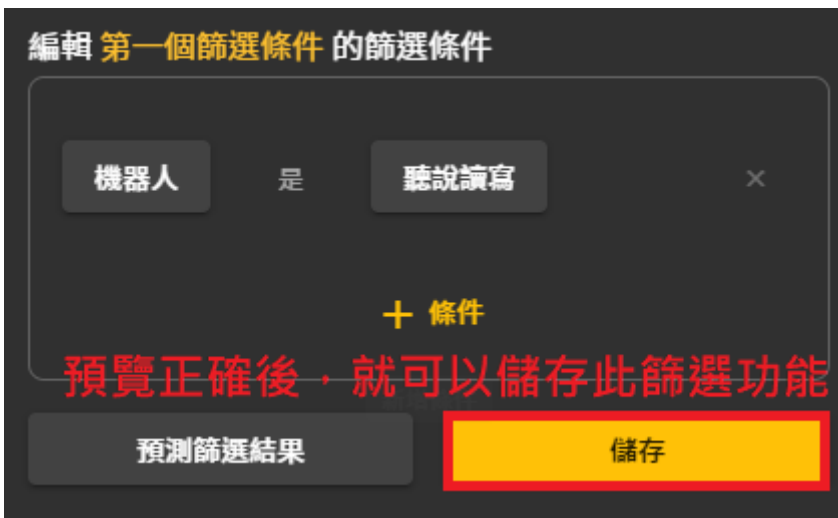 編輯 第一個篩選條件 的篩選條件
機器人 是 聽說讀寫 ×
＋ 條件
預覽正確後，就可以儲存此篩選功能
預測篩選結果 儲存